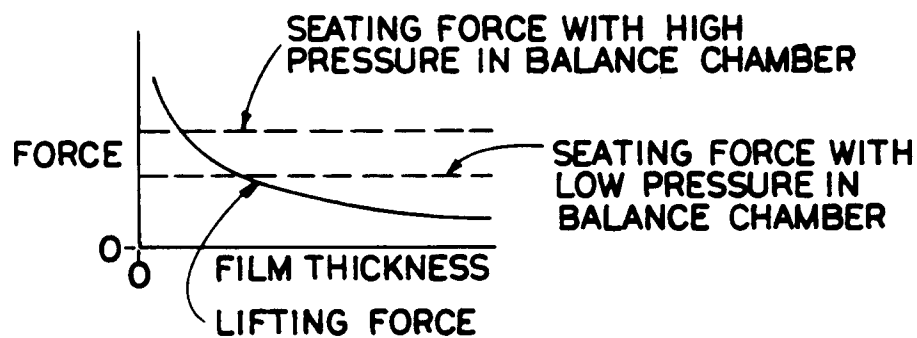 SEATING FORCE WITH HIGH
PRESSURE IN BALANCE CHAMBER
FORCE
SEATING FORCE WITH
LOW PRESSURE IN
BALANCE CHAMBER
0
0
FILM THICKNESS
LIFTING FORCE